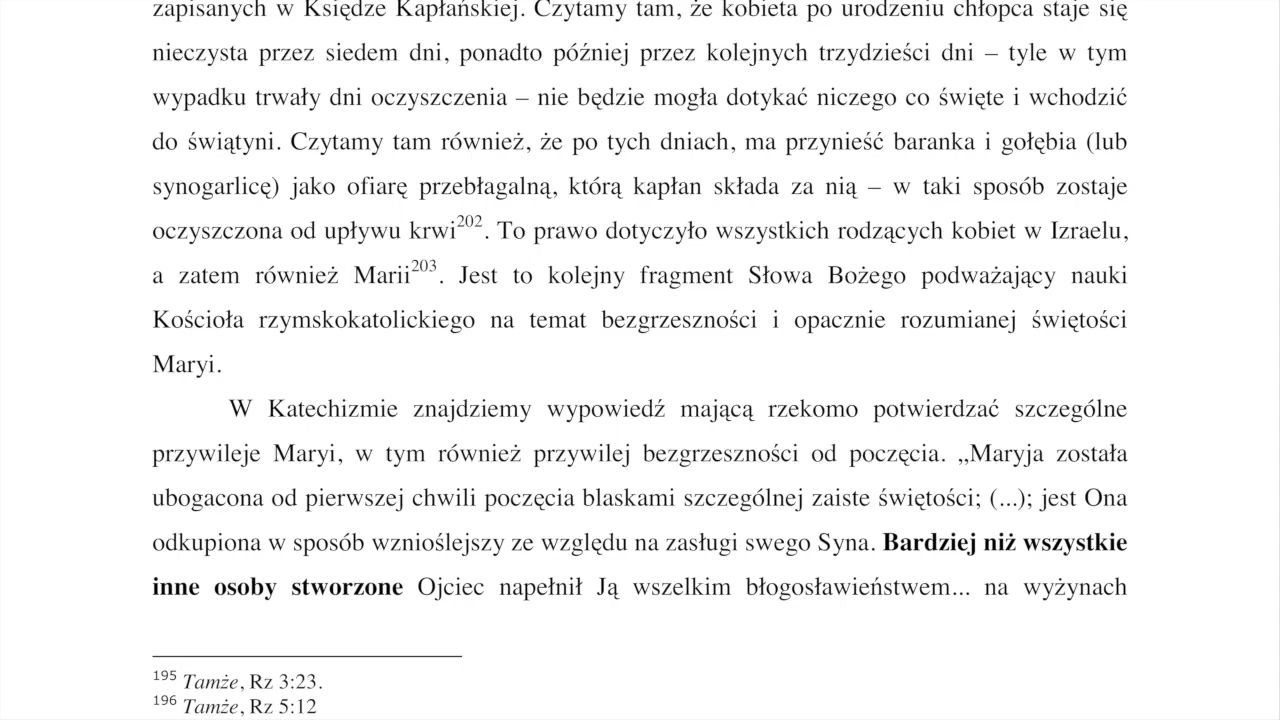 zapisanych w Księdze Kapłańskiej. Czytamy tam, że kobieta po urodzeniu chłopca staje się
nieczysta przez siedem dni, ponadto później przez kolejnych trzydzieści dni – tyle w tym
wypadku trwały dni oczyszczenia – nie będzie mogła dotykać niczego co święte i wchodzić
do świątyni. Czytamy tam również, że po tych dniach, ma przynieść baranka i gołębia (lub
synogarlicę) jako ofiarę przebłagalną, którą kapłan składa za nią – w taki sposób zostaje
oczyszczona od upływu krwi202. To prawo dotyczyło wszystkich rodzących kobiet w Izraelu,
a zatem również Marii203. Jest to kolejny fragment Słowa Bożego podważający nauki
Kościoła rzymskokatolickiego na temat bezgrzeszności i opacznie rozumianej świętości
Maryi.
W Katechizmie znajdziemy wypowiedź mającą rzekomo potwierdzać szczególne
przywileje Maryi, w tym również przywilej bezgrzeszności od poczęcia. „Maryja została
ubogacona od pierwszej chwili poczęcia blaskami szczególnej zaiste świętości; (...); jest Ona
odkupiona w sposób wznioślejszy ze względu na zasługi swego Syna. Bardziej niż wszystkie
inne osoby stworzone Ojciec napełnił Ją wszelkim błogosławieństwem... na wyżynach
195 Tamże, Rz 3:23.
196 Tamże, Rz 5:12